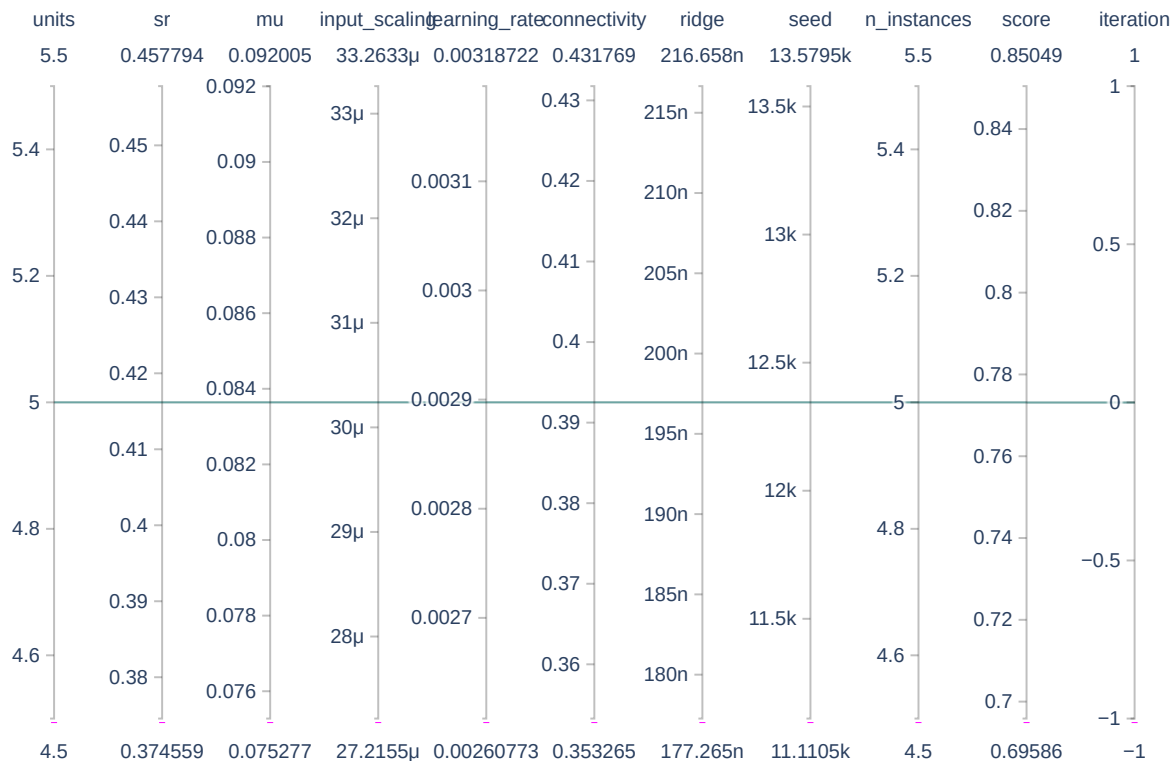 units sr mu input_scaling learning_rate connectivity ridge seed n_instances score iteration
5.5 0.457794 0.092005 33.2633μ 0.00318722 0.431769 216.658n 13.5795k 5.5 0.85049 1
0.092 1
0.43 13.5k
33μ 215n
0.84
0.45
5.4 5.4
0.09
0.0031 0.42
210n
0.82
32μ
0.44
13k
0.088 0.5
0.41
205n
5.2 5.2
0.003 0.8
0.43
0.086
31μ
0.4
200n
12.5k
0.42 0.78
0.084
0.0029
5 5 0
0.39
30μ
195n
0.41
0.76
0.082
12k
0.38
0.0028
190n
0.4
4.8 4.8
29μ
0.74
0.08
−0.5
0.37
185n
0.39
0.078
0.0027 11.5k
0.72
28μ
4.6 4.6
0.36
180n
0.38
0.076
0.7
−1
4.5 0.374559 0.075277 27.2155μ 0.00260773 0.353265 177.265n 11.1105k 4.5 0.69586 −1